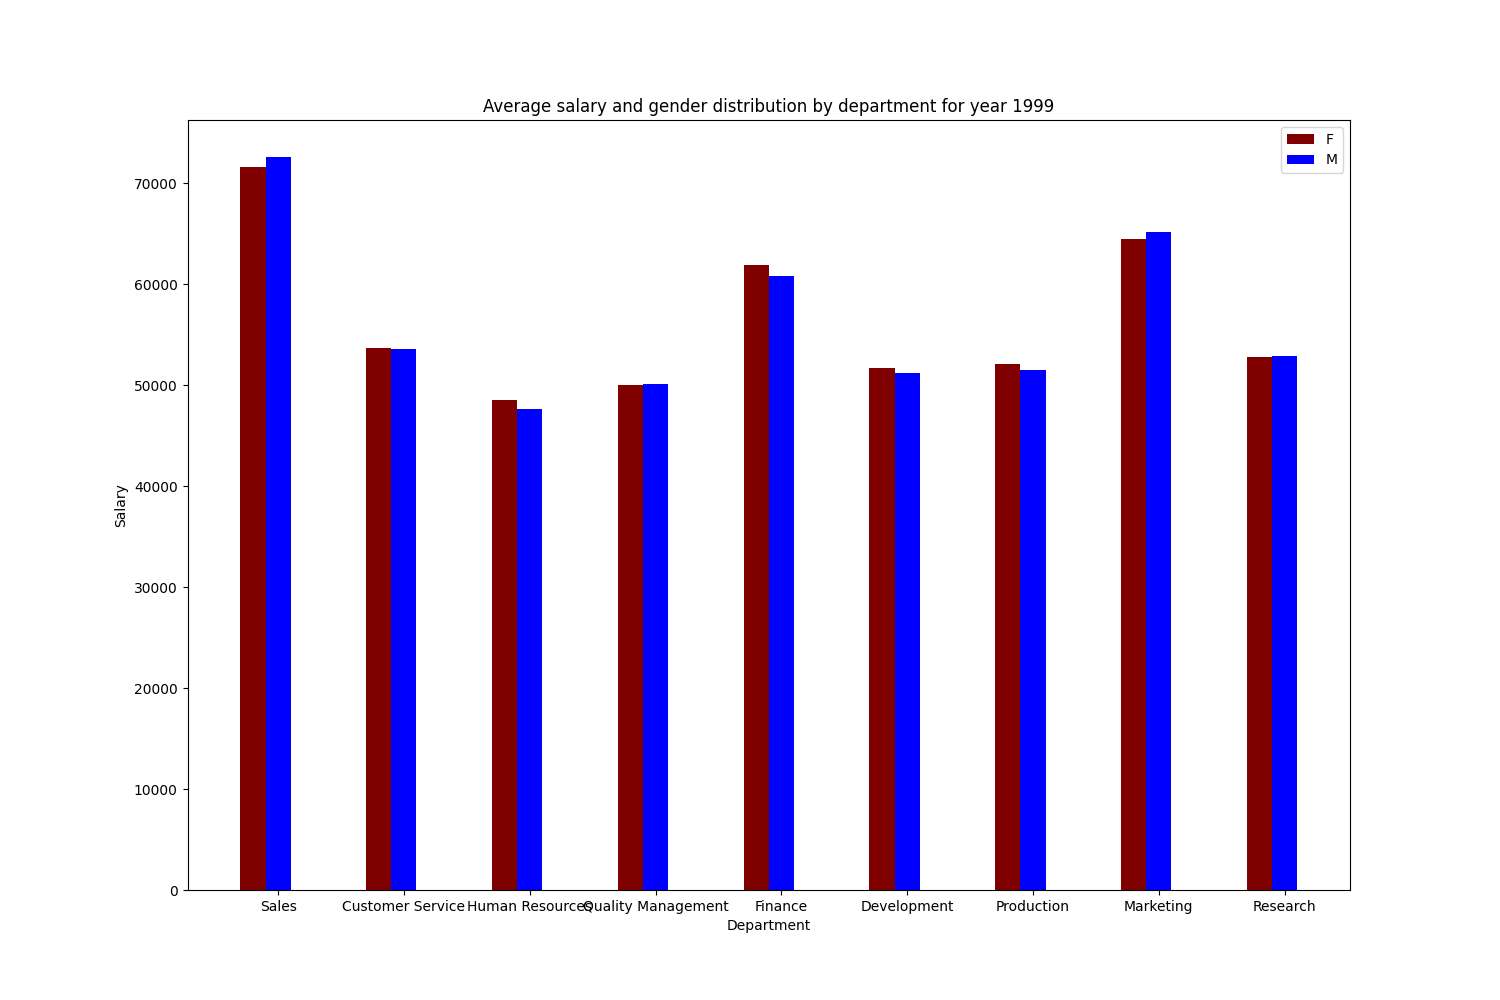 Average salary and gender distribution by department for year 1999
F
M
70000
60000
50000
40000
30000
20000
10000
0
Salary
Sales
Customer Service
Human Resources
Quality Management
Finance
Development
Production
Marketing
Research
Department